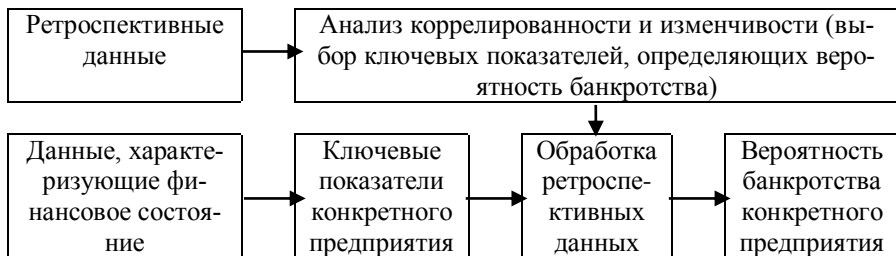 Ретроспективные
данные
Анализ коррелированности и изменчивости (вы-
бор ключевых показателей, определяющих веро-
ятность банкротства)
Данные, характе-
ризующие фи-
нансовое состоя-
ние
Ключевые
показатели
конкретного
предприятия
Обработка
ретроспе-
ктивных
данных
Вероятность
банкротства
конкретного
предприятия